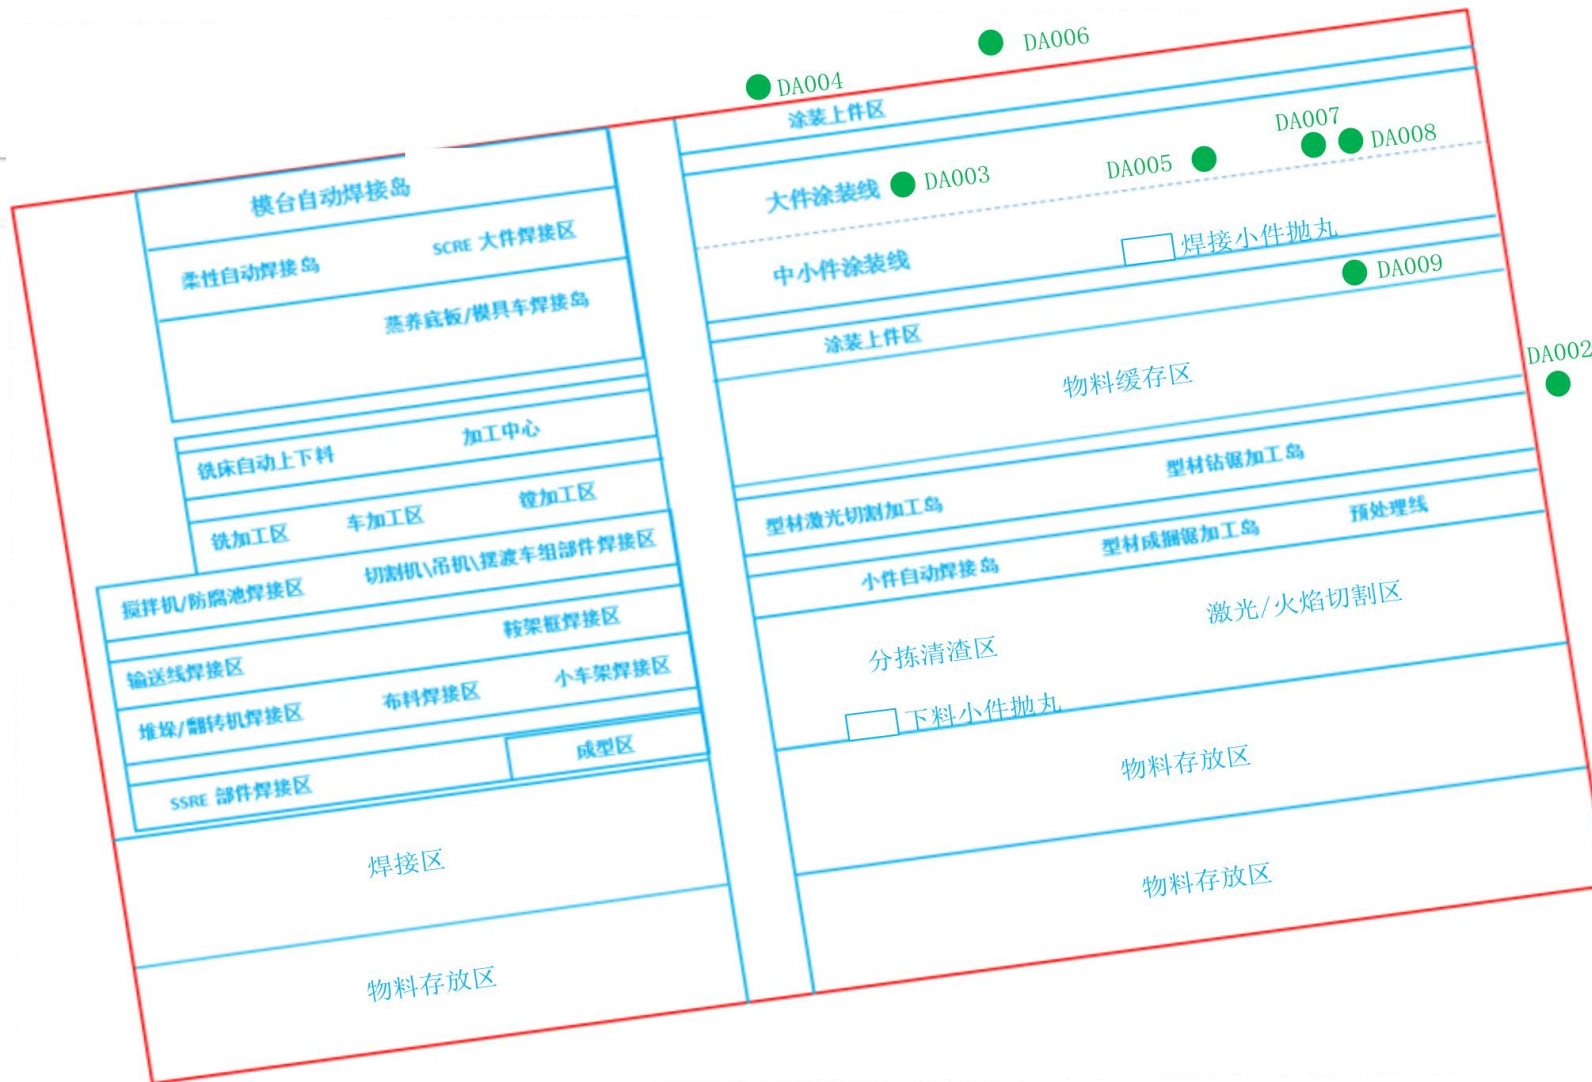 DA006
DA004
涂装上件区
DA007
DA008
DA005
大件涂装线
DA003
模台自动焊接岛
SCRE 大件焊接区
柔性自动焊接岛
焊接小件抛丸
中小件涂装线
DA009
蒸养底板/模具车焊接岛
涂装上件区
DA002
物料缓存区
加工中心
铣床自动上下料
型材钻锯加工岛
镗加工区
车加工区
铣加工区
型材激光切割加工岛
预处理线
型材成捆锯加工岛
小件自动焊接岛
切割机\吊机\摆渡车组部件焊接区
搅拌机/防腐池焊接区
激光/火焰切割区
鞍架框焊接区
分拣清渣区
输送线焊接区
小车架焊接区
布料焊接区
堆垛/翻转机焊接区
下料小件抛丸
成型区
物料存放区
SSRE 部件焊接区
焊接区
物料存放区
物料存放区